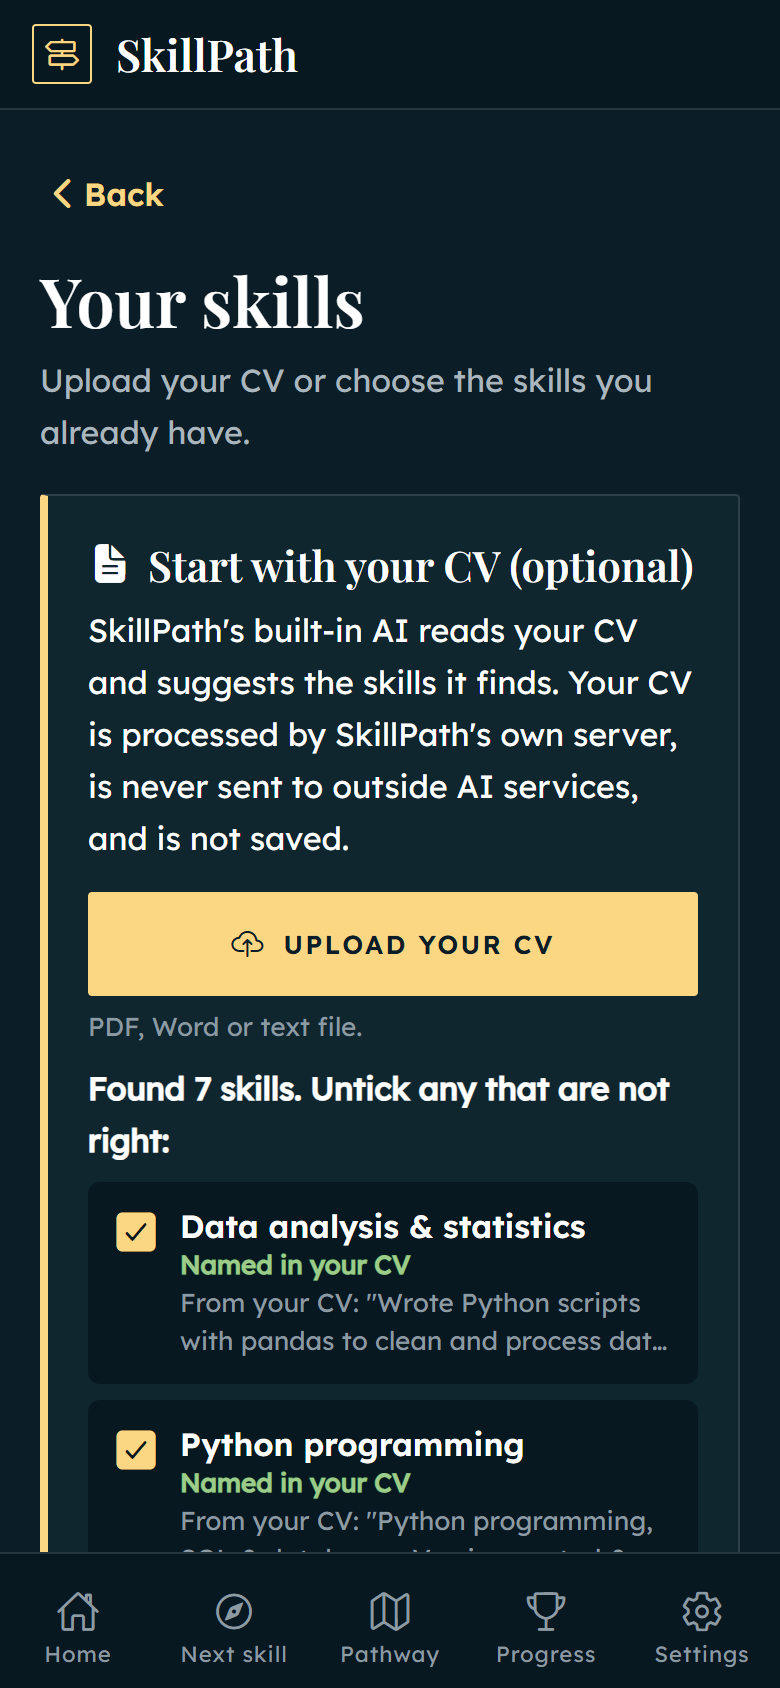 SkillPath
Back
Your skills
Upload your CV or choose the skills you
already have.
Start with your CV (optional)
SkillPath's built-in AI reads your CV
and suggests the skills it finds. Your CV
is processed by SkillPath's own server,
is never sent to outside AI services,
and is not saved.
UPLOAD YOUR CV
PDF, Word or text file.
Found 7 skills. Untick any that are not
right:
Data analysis & statistics
Named in your CV
From your CV: "Wrote Python scripts
with pandas to clean and process dat...
Python programming
Named in your CV
From your CV: "Python programming,
Home
Next skill
Pathway
Progress
Settings